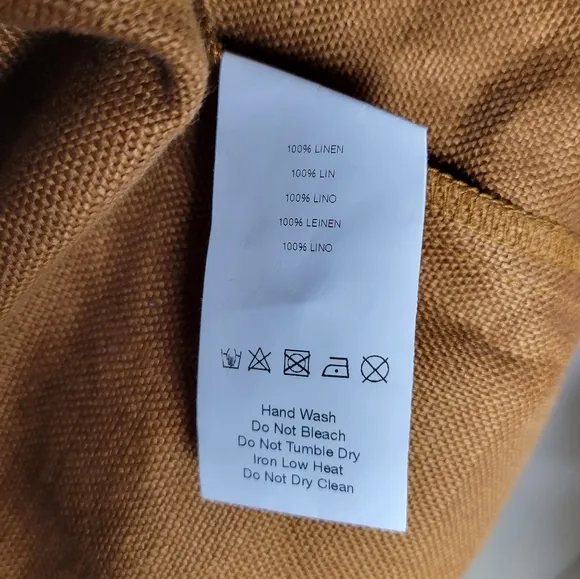 100% LINEN
100% LIN
100% LINO
100% LEINEN
100% LINO
Hand Wash
Do Not Bleach
Do Not Tumble Dry
Iron Low Heat
Do Not Dry Clean